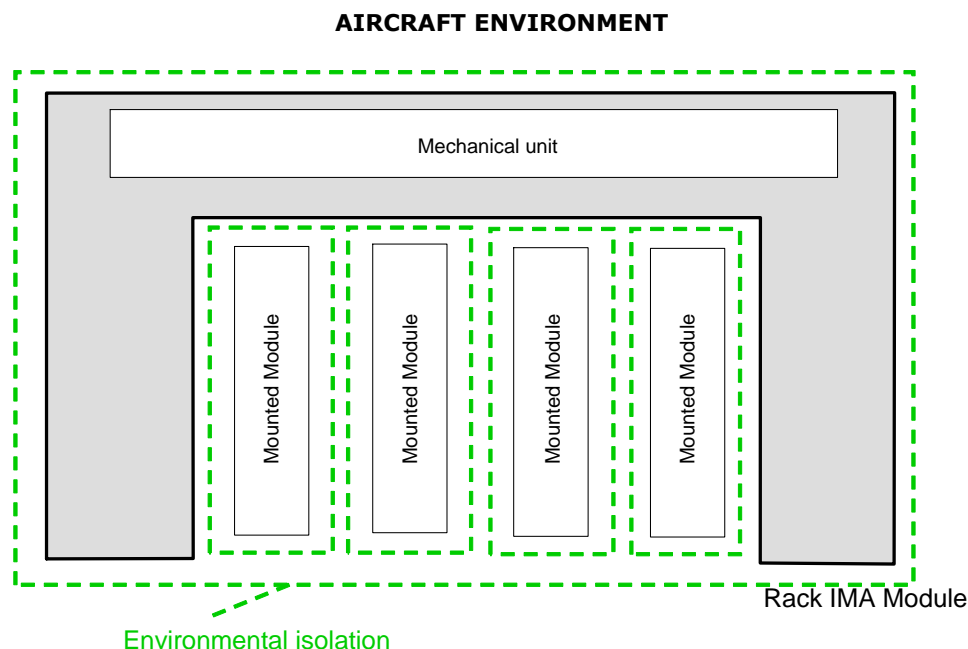 AIRCRAFT ENVIRONMENT
Mechanical unit
Mounted Module
Mounted Module
Mounted Module
Mounted Module
Rack IMA Module
Environmental isolation